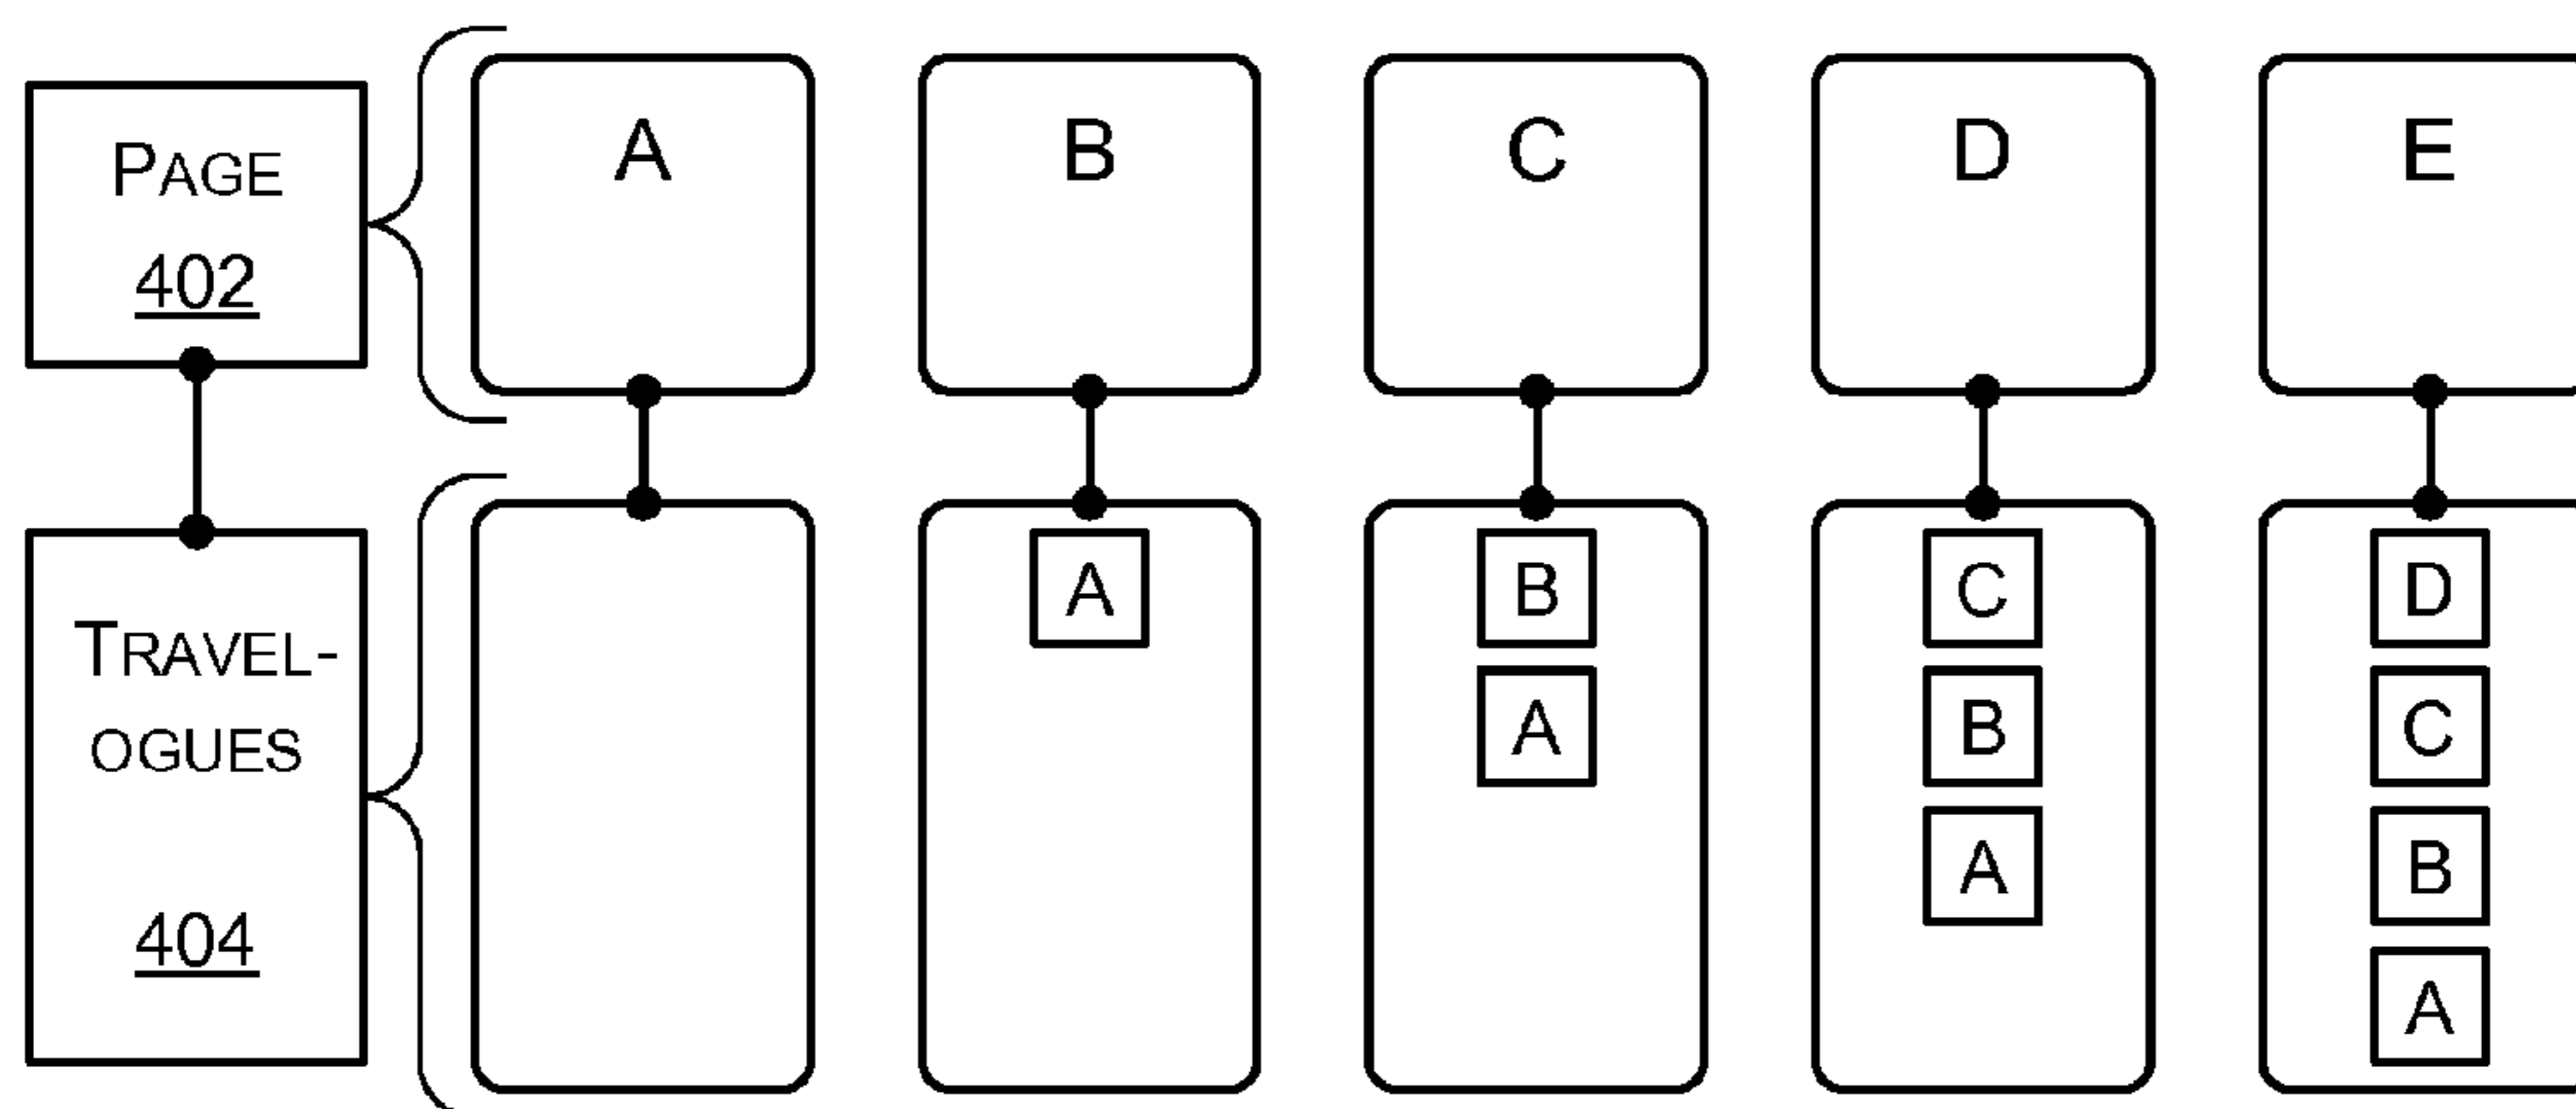 PAGE
402
A B C D E
TRAVEL-
OGUES
404
A B C D
A B C
A B
A